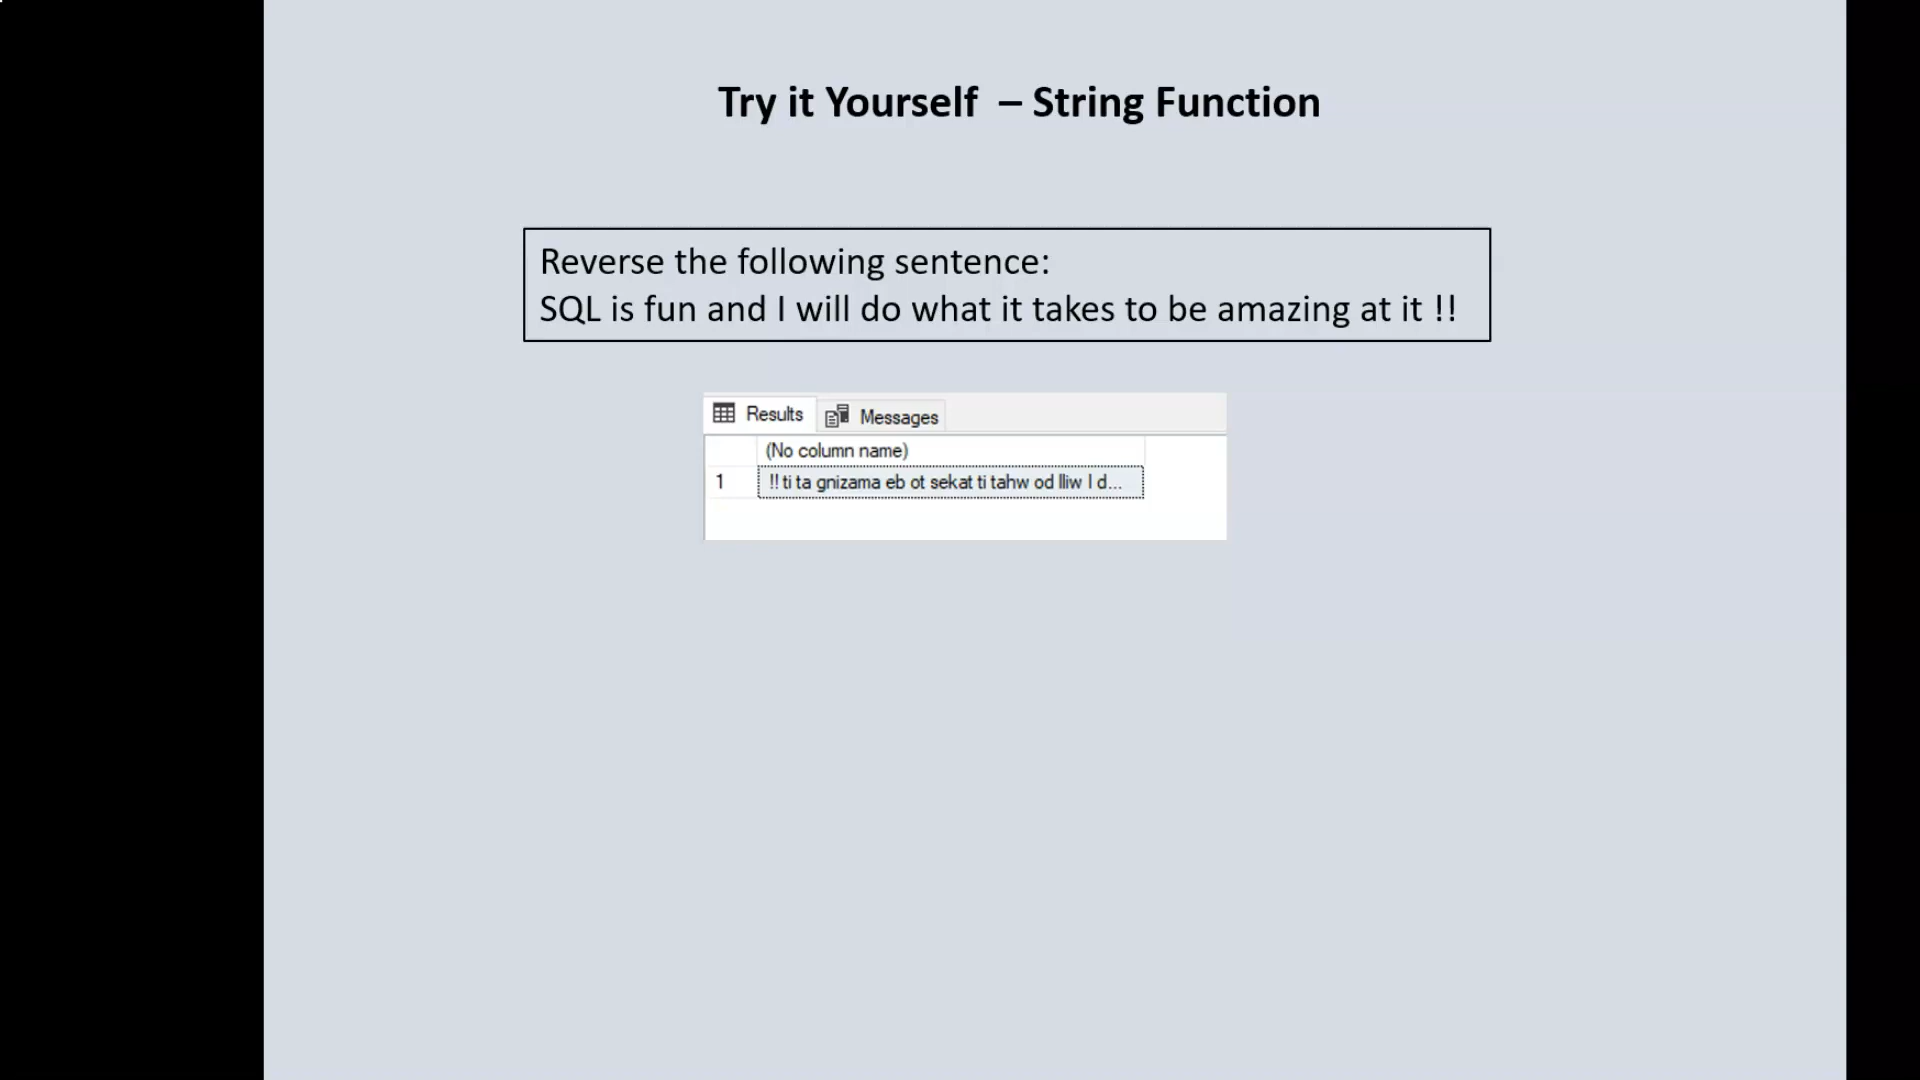 Try it Yourself – String Function
Reverse the following sentence:
SQL is fun and I will do what it takes to be amazing at it !!
Results Messages
(No column name)
1 !! ti ta gnizama eb ot sekat ti tahw od lliw I d...